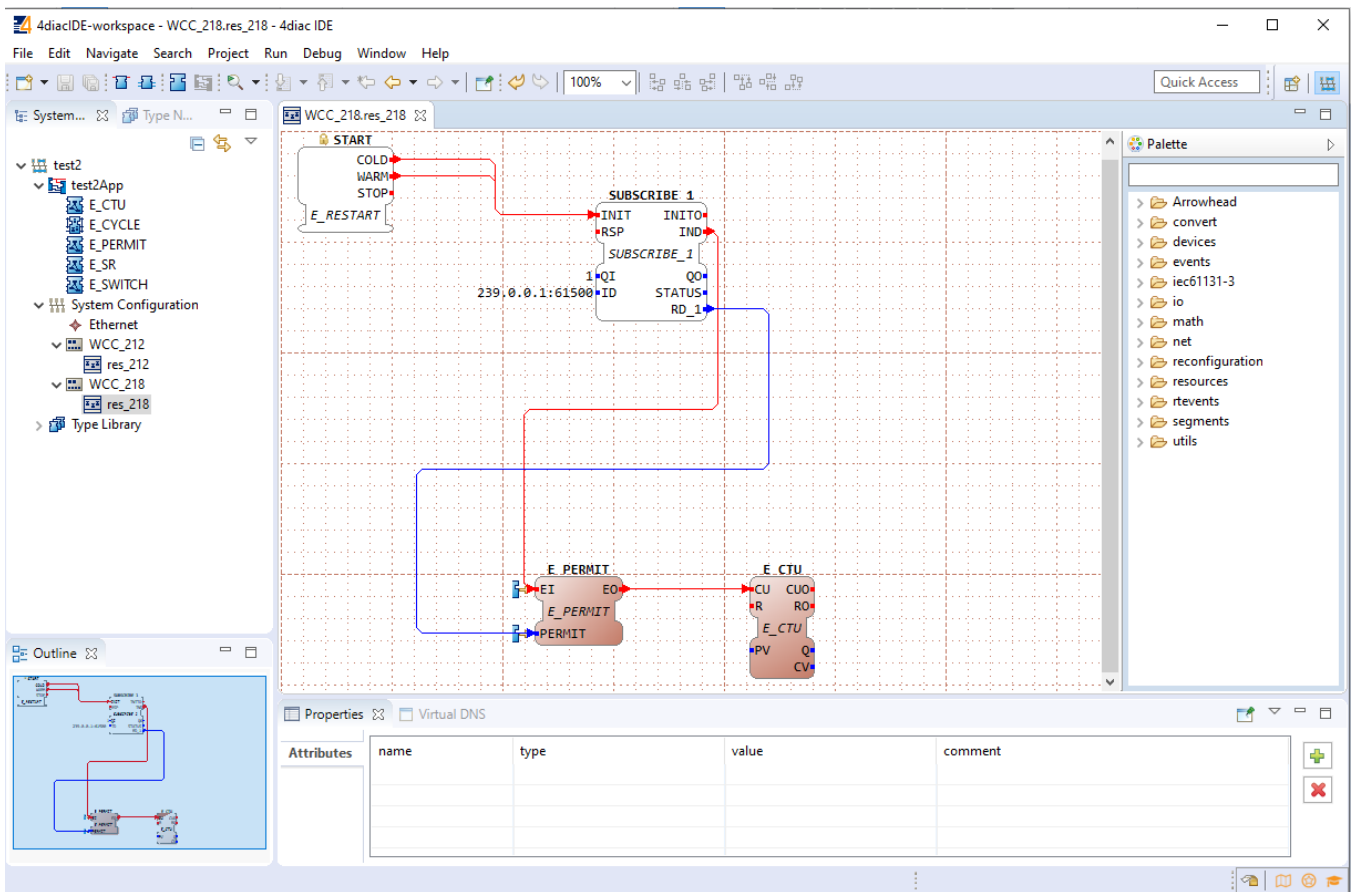 4diacIDE-workspace - WCC_218.res_218 - 4diac IDE
File Edit Navigate Search Project Run Debug Window Help
100%
Quick Access
System...
Type N...
test2
test2App
E_CTU
E_CYCLE
E_PERMIT
E_SR
E_SWITCH
System Configuration
Ethernet
WCC_212
res_212
WCC_218
res_218
Type Library
WCC_218.res_218
START
COLD
WARM
STOP
E_RESTART
SUBSCRIBE_1
INIT INITO
RSP IND
SUBSCRIBE_1
1 QI QO
239.0.0.1:61500 ID STATUS
RD_1
E_PERMIT
EI EO
E_PERMIT
PERMIT
E_CTU
CU CUO
R RO
E_CTU
PV Q
CV
Palette
Arrowhead
convert
devices
events
iec61131-3
io
math
net
reconfiguration
resources
rtevents
segments
utils
Outline
Properties
Virtual DNS
Attributes
name type value comment